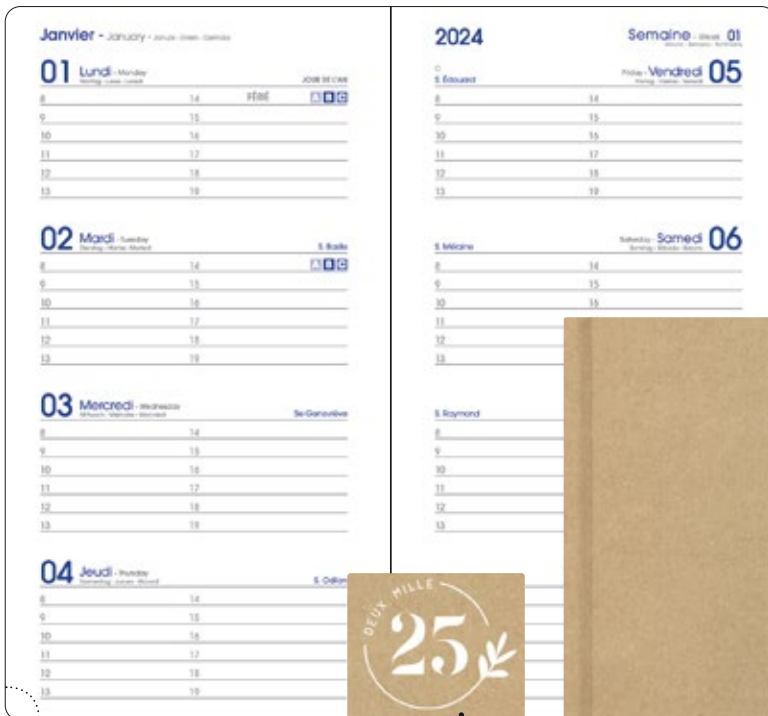 Janvier - January
01 Lundi - Monday
JOUR DE L'AN
8 14 FÉRIÉ
9 15
10 16
11 17
12 18
13 19
02 Mardi - Tuesday
S. Basile
8 14
9 15
10 16
11 17
12 18
13 19
03 Mercredi - Wednesday
Se Geneviève
8 14
9 15
10 16
11 17
12 18
13 19
04 Jeudi - Thursday
S. Odilon
8 14
9 15
10 16
11 17
12 18
13 19
2024 Semaine - Week 01
S. Édouard Friday - Vendredi 05
8 14
9 15
10 16
11 17
12 18
13 19
S. Mélaine Saturday - Samedi 06
8 14
9 15
10 16
11
12
13
S. Raymond
8
9
10
11
12
13
DEUX MILLE
25